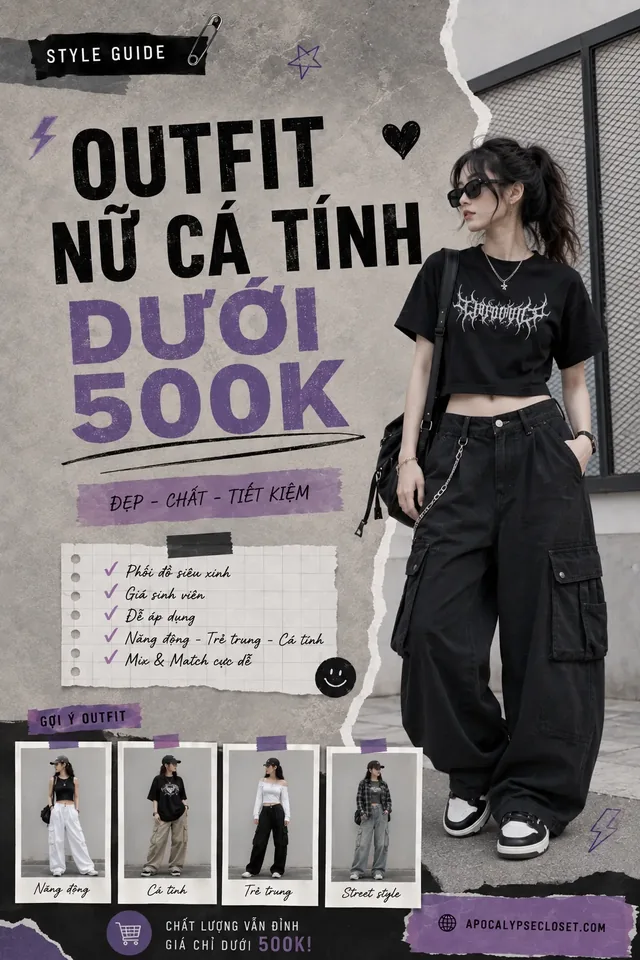 STYLE GUIDE
OUTFIT
NỮ CÁ TÍNH
DƯỚI
500K
ĐẸP - CHẤT - TIẾT KIỆM
Phối đồ siêu xinh
Giá sinh viên
Dễ áp dụng
Năng động - Trẻ trung - Cá tính
Mix & Match cực dễ
GỢI Ý OUTFIT
Năng động
Cá tính
Trẻ trung
Street style
CHẤT LƯỢNG VẪN ĐỈNH
GIÁ CHỈ DƯỚI 500K!
APOCALYPSECLOSET.COM